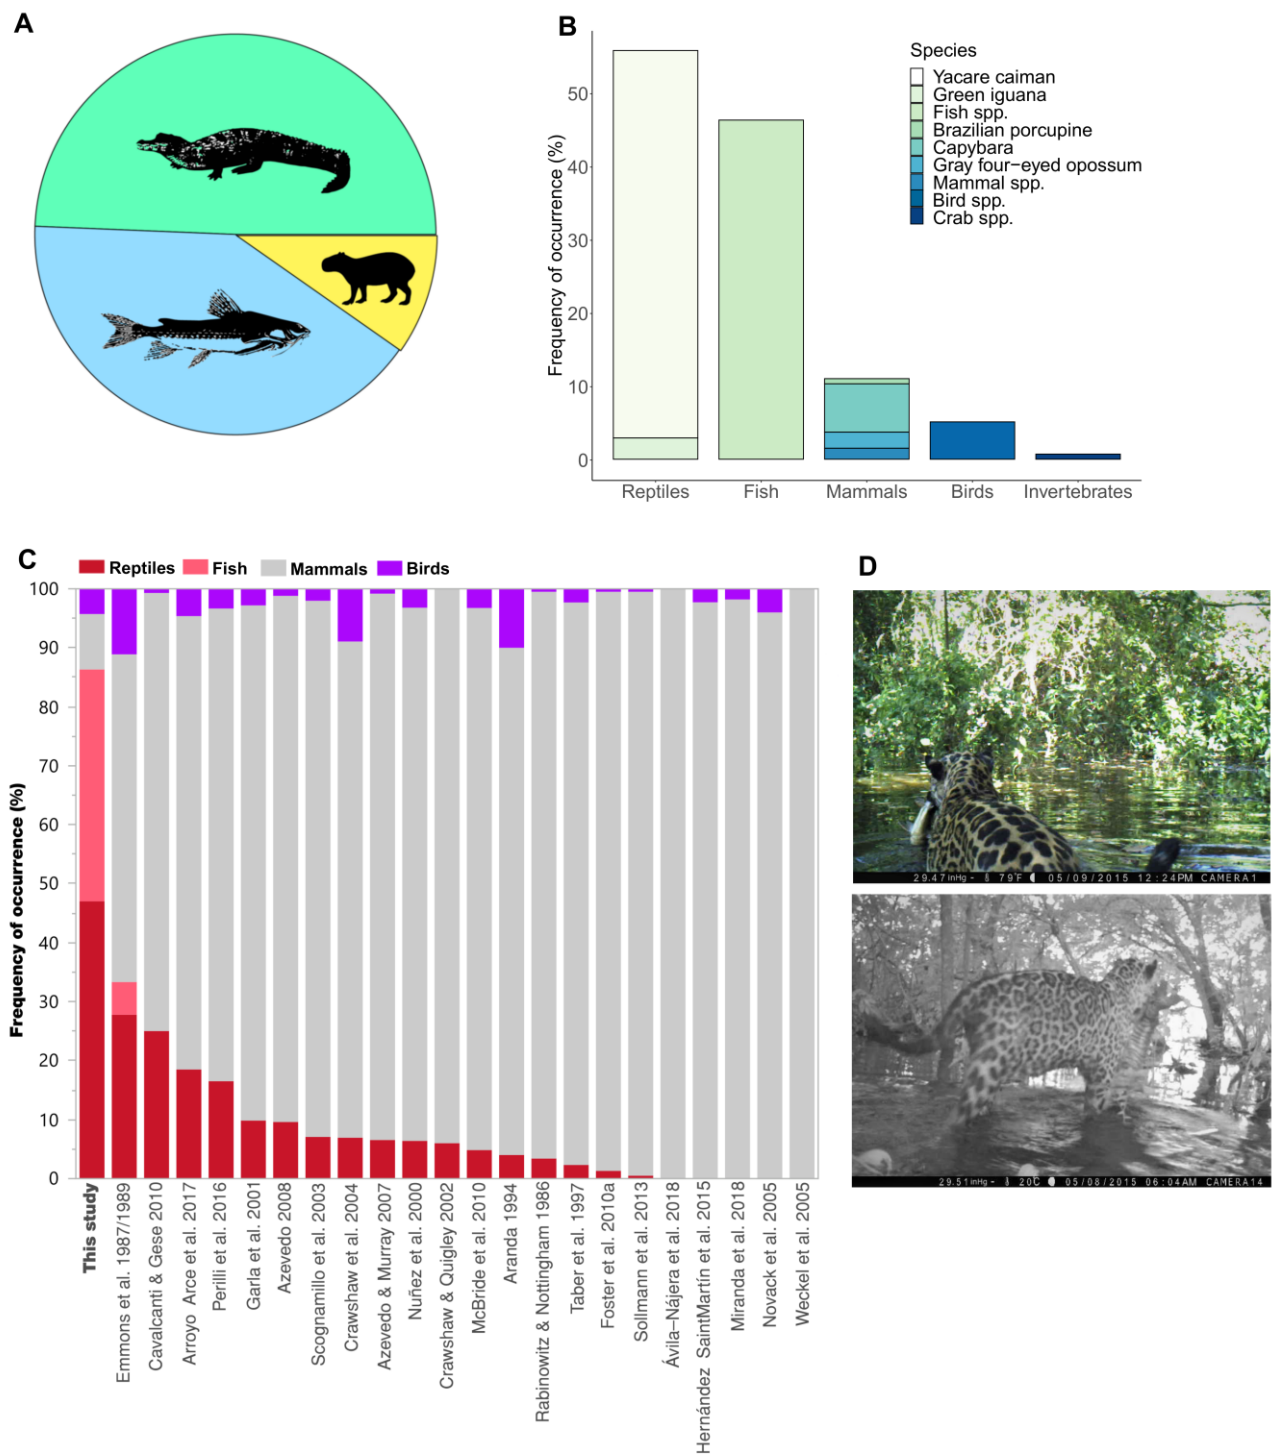 A
B
Frequency of occurrence (%)
50
40
30
20
10
0
Reptiles
Fish
Mammals
Birds
Invertebrates
Species
Yacare caiman
Green iguana
Fish spp.
Brazilian porcupine
Capybara
Gray four−eyed opossum
Mammal spp.
Bird spp.
Crab spp.
C
Reptiles
Fish
Mammals
Birds
Frequency of occurrence (%)
100
90
80
70
60
50
40
30
20
10
0
This study
Emmons et al. 1987/1989
Cavalcanti & Gese 2010
Arroyo Arce et al. 2017
Perilli et al. 2016
Garla et al. 2001
Azevedo 2008
Scognamillo et al. 2003
Crawshaw et al. 2004
Azevedo & Murray 2007
Nuñez et al. 2000
Crawshaw & Quigley 2002
McBride et al. 2010
Aranda 1994
Rabinowitz & Nottingham 1986
Taber et al. 1997
Foster et al. 2010a
Sollmann et al. 2013
Ávila−Nájera et al. 2018
Hernández SaintMartín et al. 2015
Miranda et al. 2018
Novack et al. 2005
Weckel et al. 2005
D
29.47inHg - 79°F 05/09/2015 12:24PM CAMERA1
29.51inHg - 20C 05/08/2015 06:04AM CAMERA14